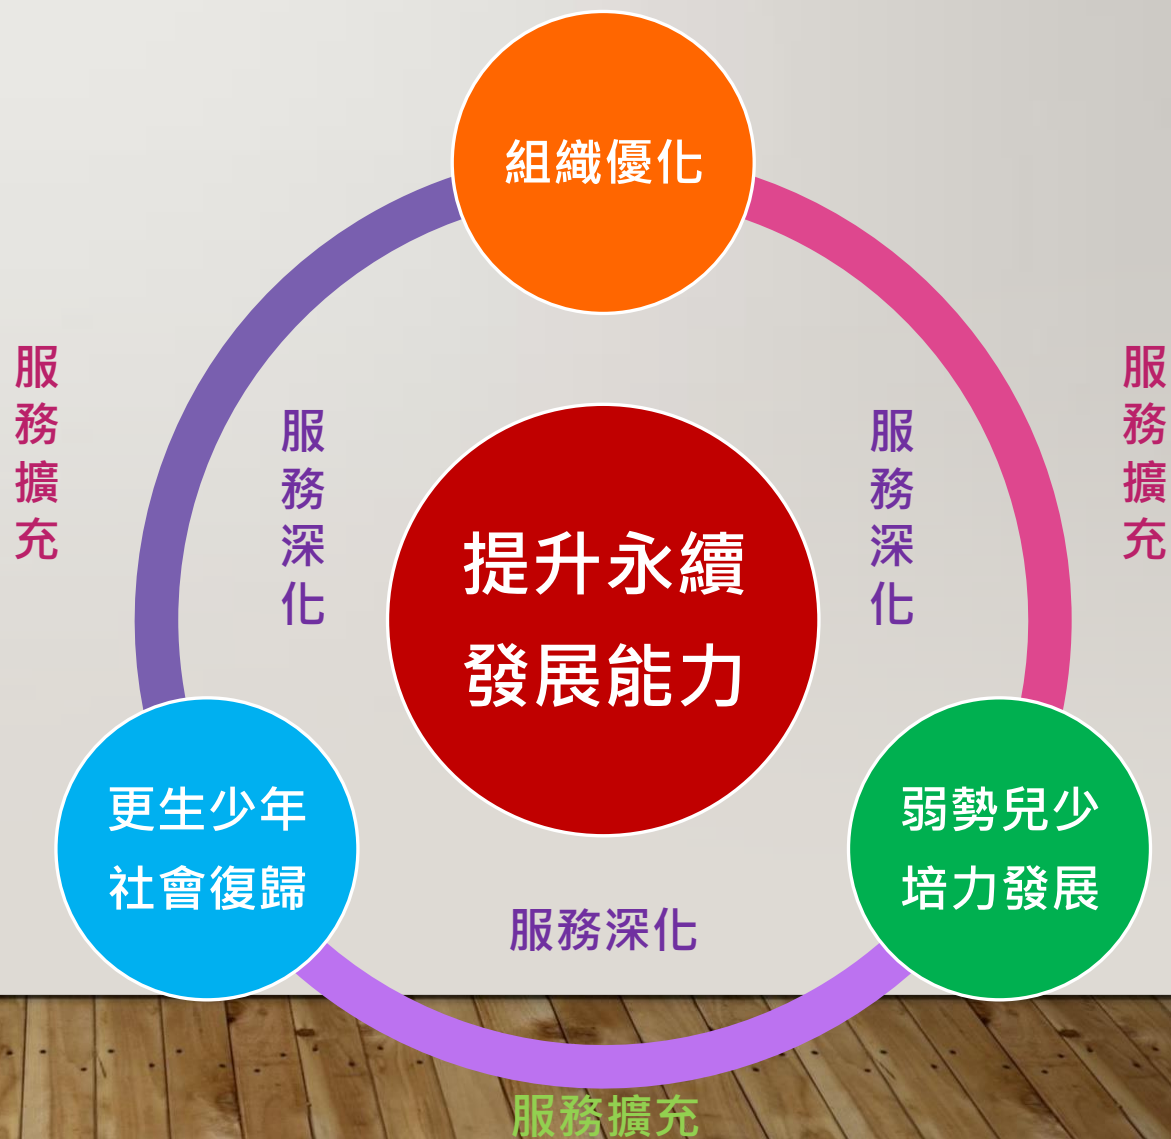 組織優化
服務擴充
服務深化
提升永續
發展能力
服務深化
服務擴充
更生少年
社會復歸
弱勢兒少
培力發展
服務深化
服務擴充